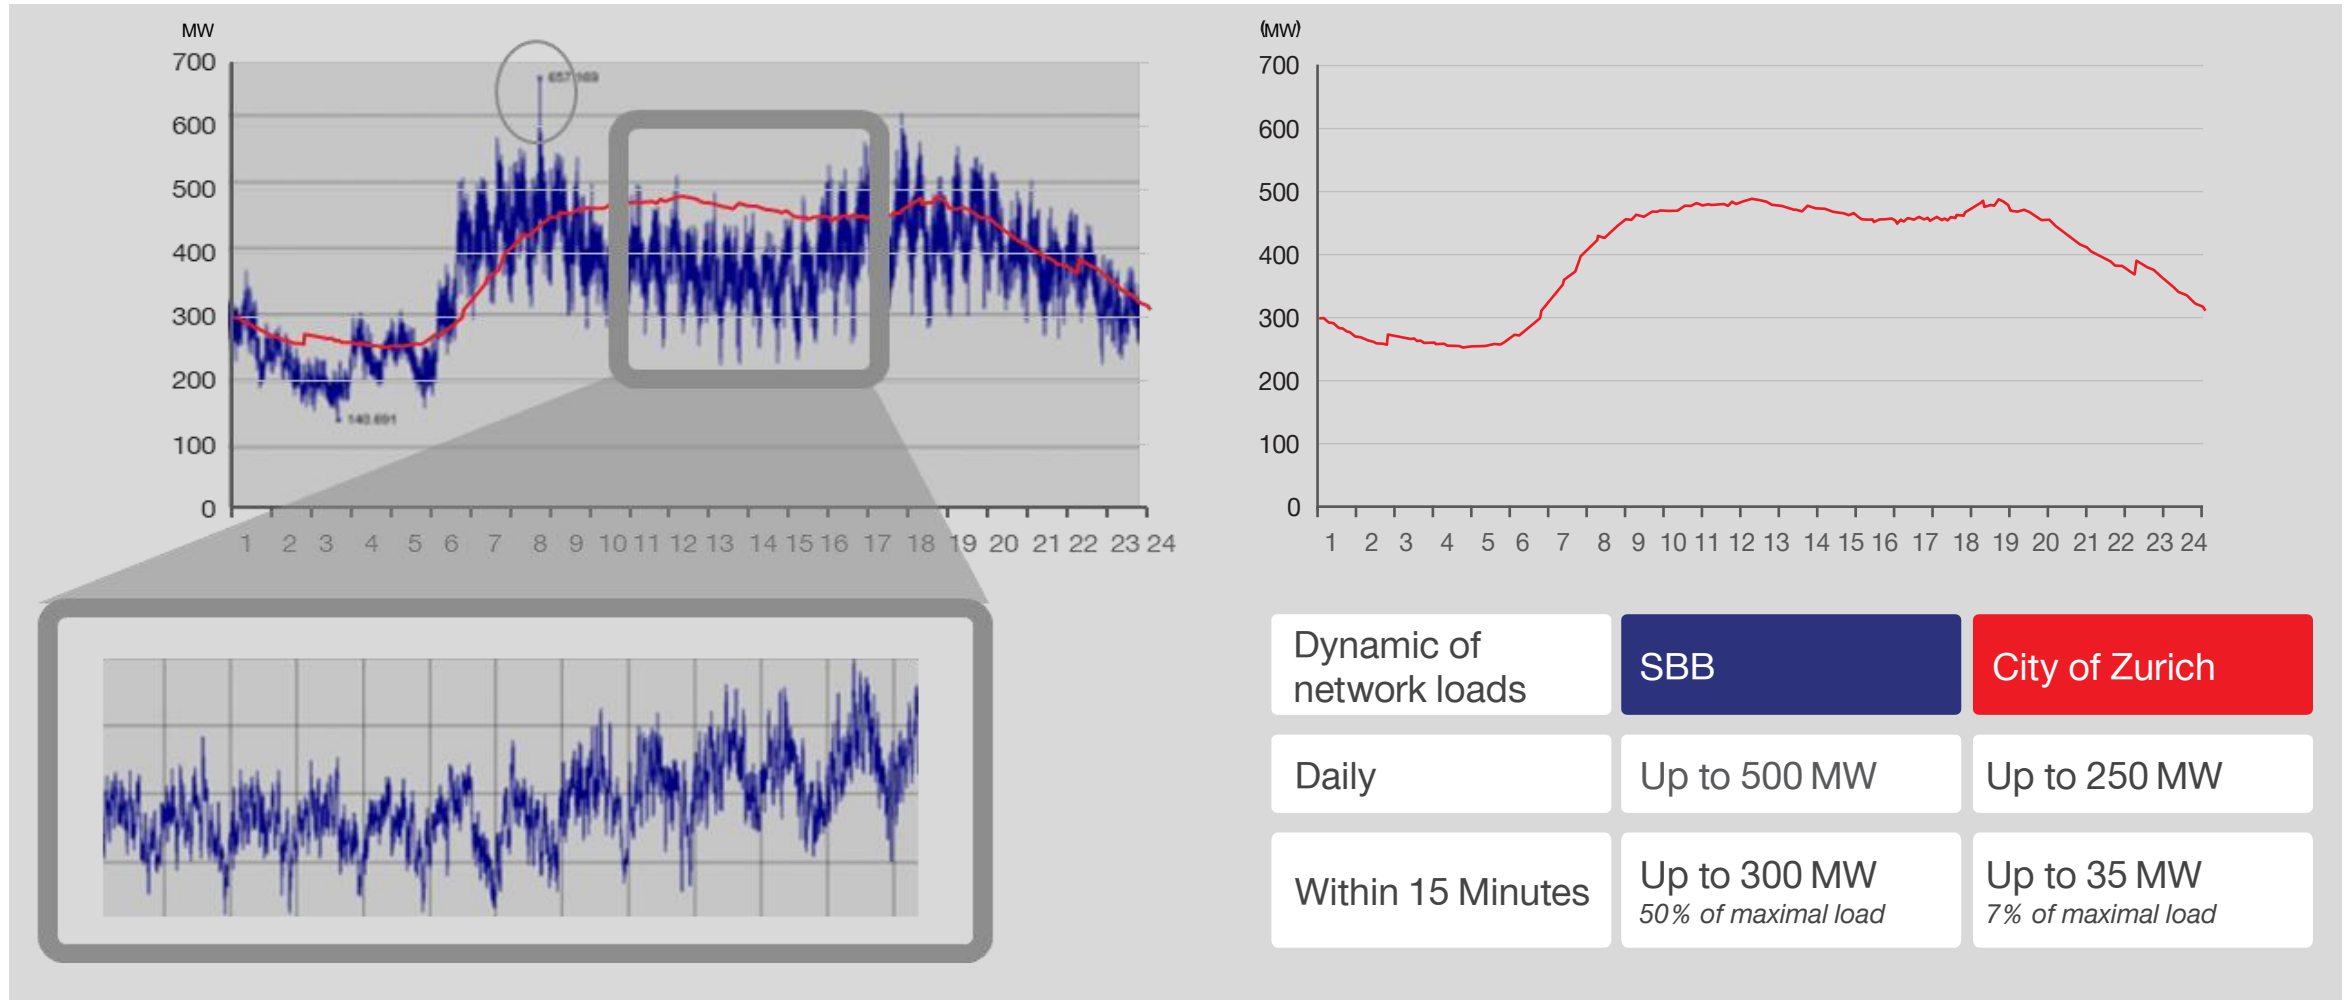 MW
700
657.169
600
500
400
300
200
140.691
100
0
1 2 3 4 5 6 7 8 9 10 11 12 13 14 15 16 17 18 19 20 21 22 23 24
(MW)
700
600
500
400
300
200
100
0
1 2 3 4 5 6 7 8 9 10 11 12 13 14 15 16 17 18 19 20 21 22 23 24
Dynamic of
network loads
SBB
City of Zurich
Daily
Up to 500 MW
Up to 250 MW
Within 15 Minutes
Up to 300 MW
50% of maximal load
Up to 35 MW
7% of maximal load